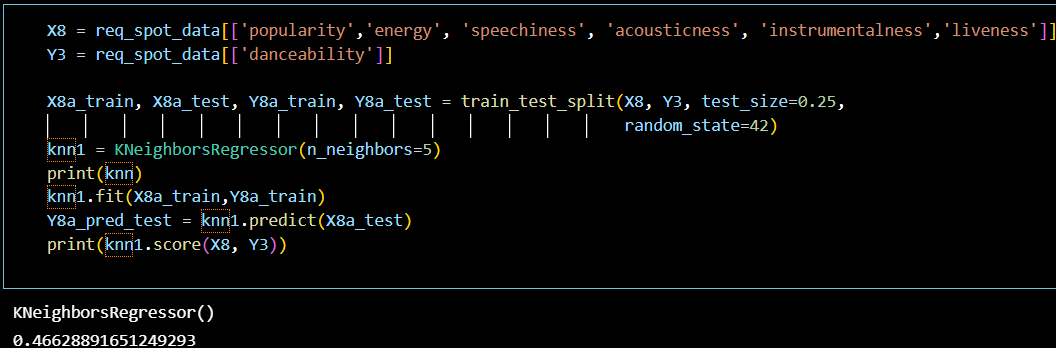 X8 = req_spot_data[['popularity','energy', 'speechiness', 'acousticness', 'instrumentalness','liveness']]
Y3 = req_spot_data[['danceability']]
X8a_train, X8a_test, Y8a_train, Y8a_test = train_test_split(X8, Y3, test_size=0.25,
random_state=42)
knn1 = KNeighborsRegressor(n_neighbors=5)
print(knn)
knn1.fit(X8a_train,Y8a_train)
Y8a_pred_test = knn1.predict(X8a_test)
print(knn1.score(X8, Y3))
KNeighborsRegressor()
0.46628891651249293